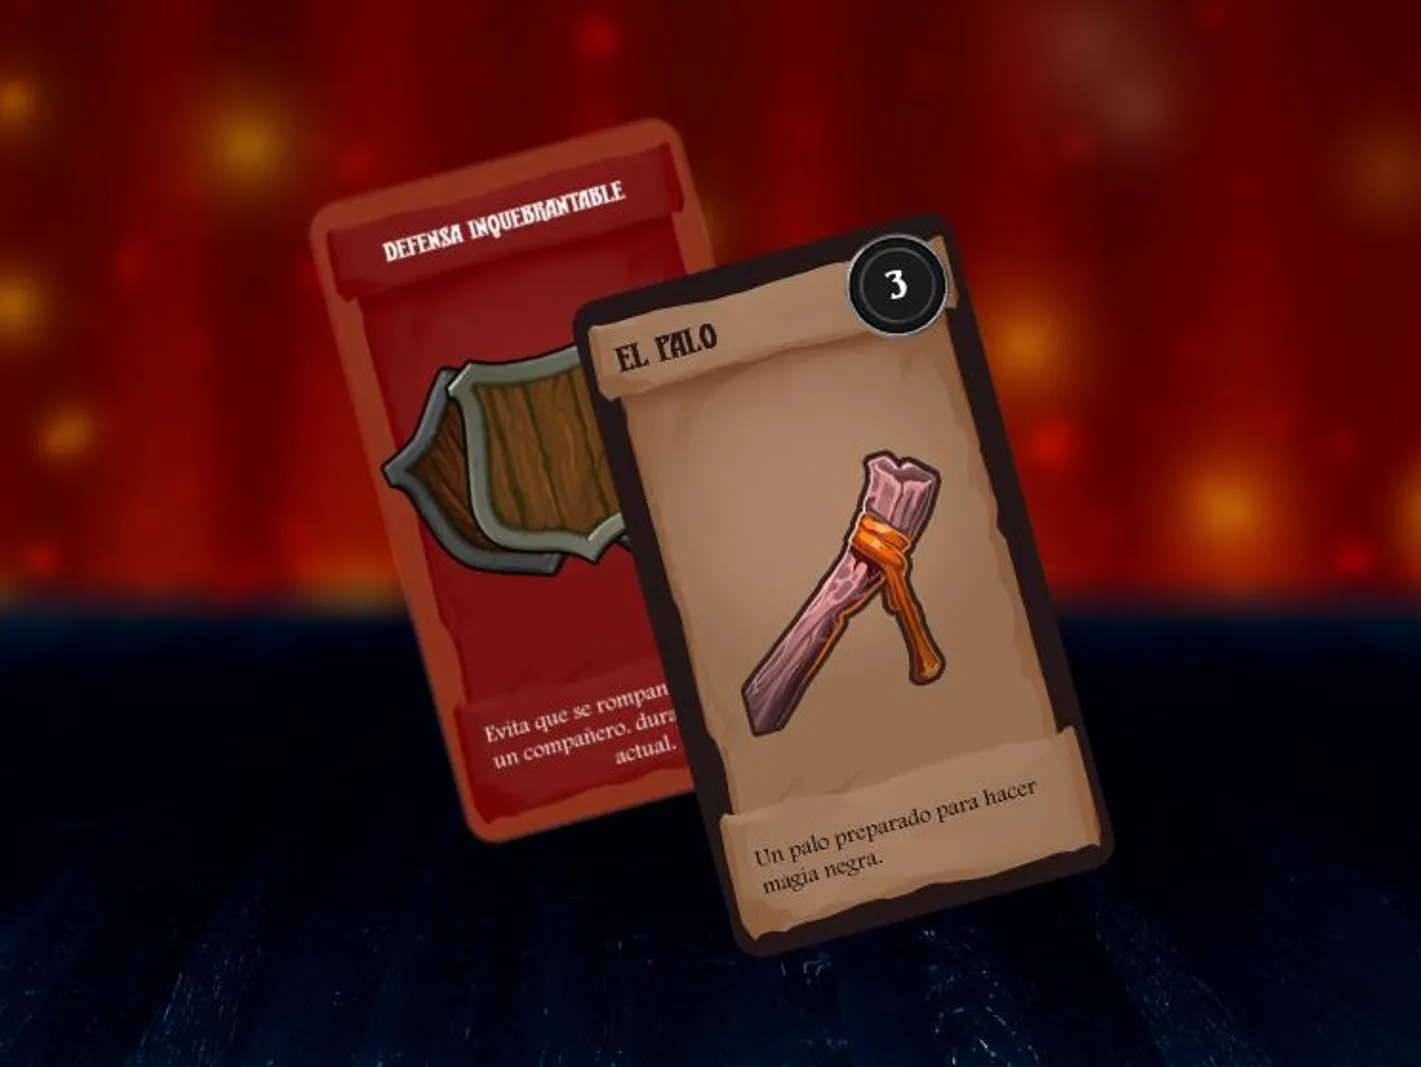 DEFENSA INQUEBRANTABLE
Evita que se rompan
un compañero, dura
actual.
3
EL PALO
Un palo preparado para hacer
magia negra.